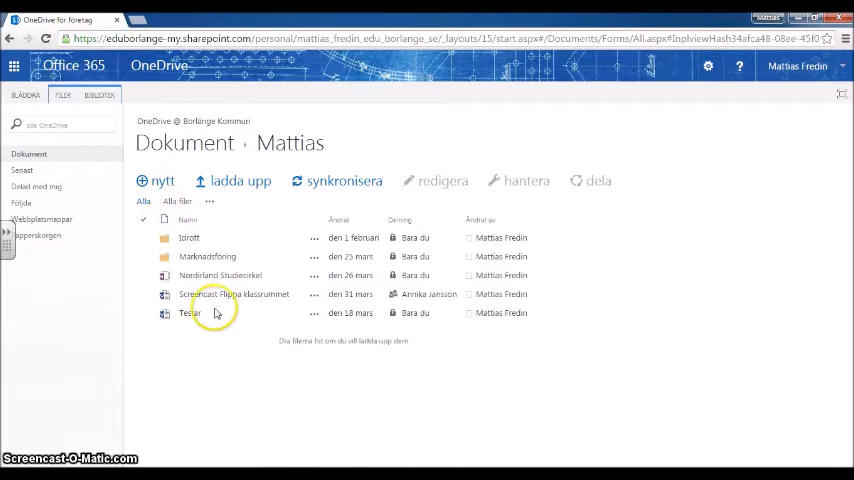 OneDrive för företag
Mattias
https://eduborlange-my.sharepoint.com/personal/mattias_fredin_edu_borlange_se/_layouts/15/start.aspx#/Documents/Forms/All.aspx#InplviewHash34afca48-08ee-45f0
Office 365 OneDrive ? Mattias Fredin
BLÄDDRA FILER BIBLIOTEK
OneDrive @ Borlänge Kommun
sök OneDrive
Dokument Mattias
Dokument
Senast
Delad med mig
Följda
Webbplatsmappar
Papperskorgen
nytt ladda upp synkronisera redigera hantera dela
Alla Alla filer ...
Namn Ändrat Delning Ändrat av
Idrott ... den 1 februari Bara du Mattias Fredin
Marknadsföring ... den 25 mars Bara du Mattias Fredin
Nordirland Studiecirkel ... den 26 mars Bara du Mattias Fredin
Screencast Flippa klassrummet ... den 31 mars Annika Jansson Mattias Fredin
Testar ... den 18 mars Bara du Mattias Fredin
Dra filerna hit om du vill ladda upp dem
Screencast-O-Matic.com